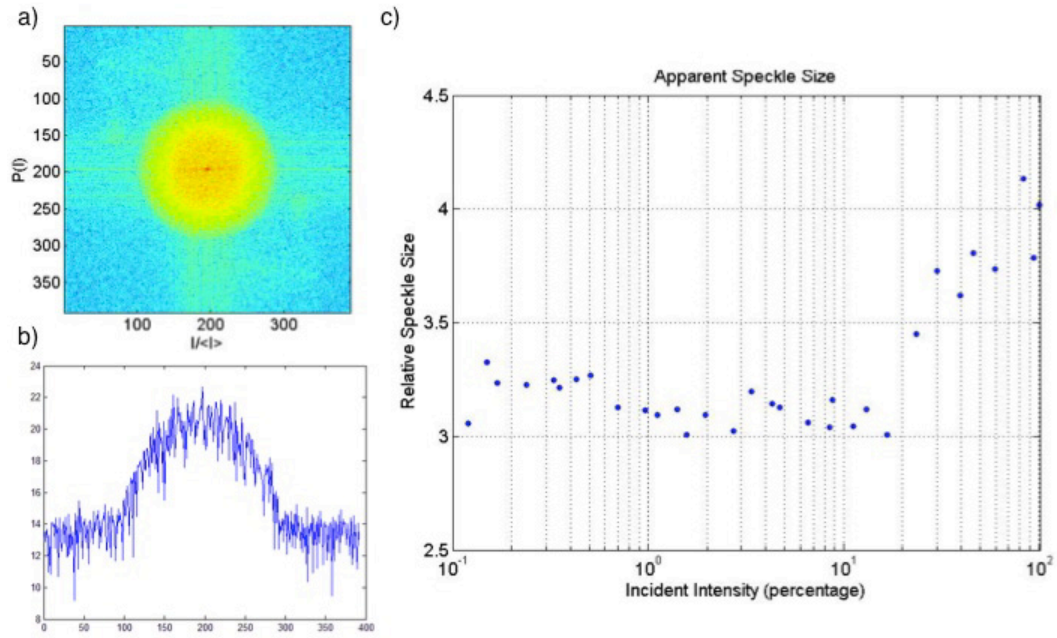 a)
50
100
150
200
250
300
350
P(I)
100 200 300
I/<I>
b)
24
22
20
18
16
14
12
10
8
0 50 100 150 200 250 300 350 400
c)
Apparent Speckle Size
4.5
4
3.5
3
2.5
Relative Speckle Size
10^-1 10^0 10^1 10^2
Incident Intensity (percentage)